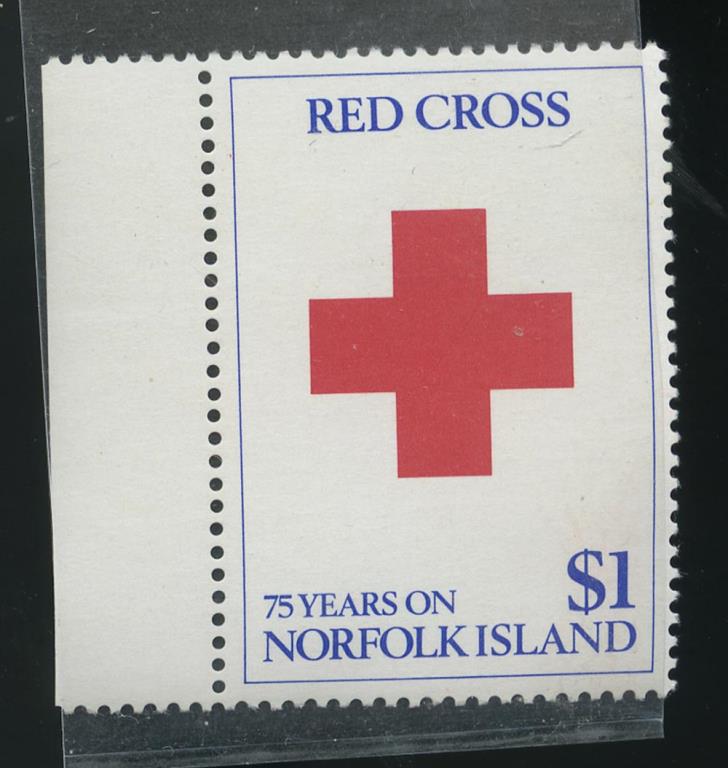 RED CROSS
$1
75 YEARS ON
NORFOLK ISLAND